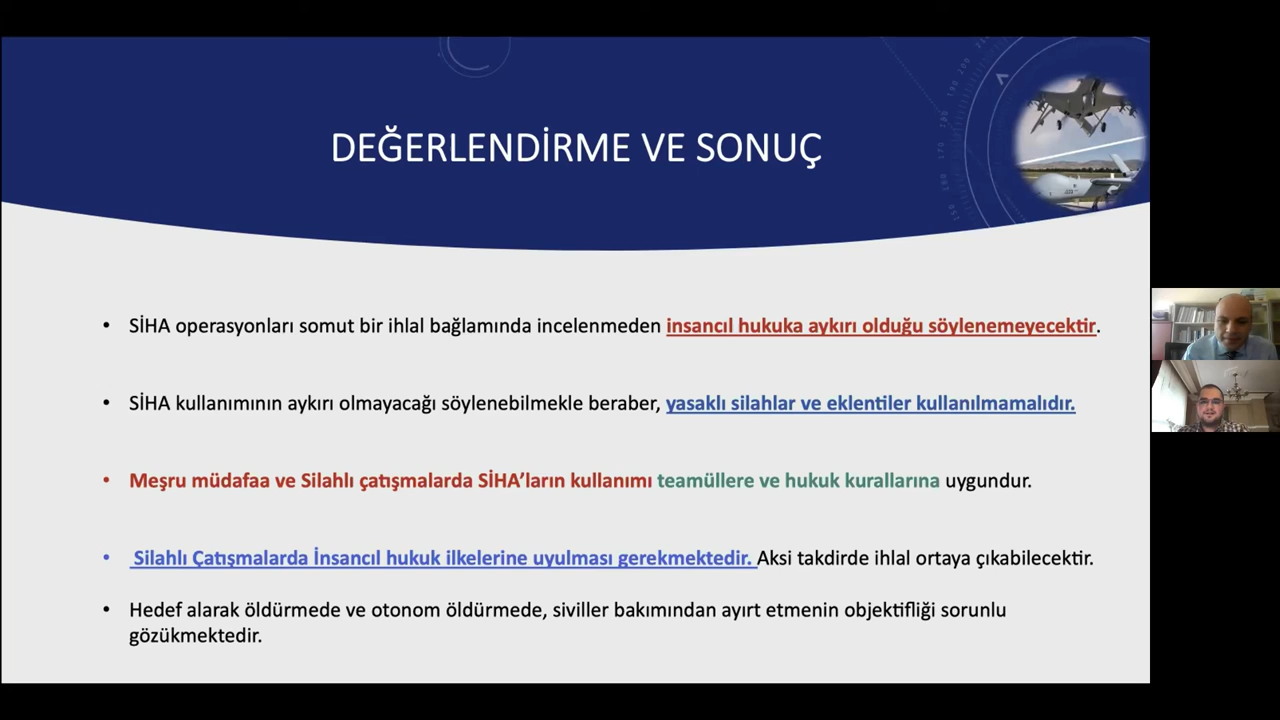 DEĞERLENDİRME VE SONUÇ
• SİHA operasyonları somut bir ihlal bağlamında incelenmeden insancıl hukuka aykırı olduğu söylenemeyecektir.
• SİHA kullanımının aykırı olmayacağı söylenebilmekle beraber, yasaklı silahlar ve eklentiler kullanılmamalıdır.
• Meşru müdafaa ve Silahlı çatışmalarda SİHA’ların kullanımı teamüllere ve hukuk kurallarına uygundur.
• Silahlı Çatışmalarda İnsancıl hukuk ilkelerine uyulması gerekmektedir. Aksi takdirde ihlal ortaya çıkabilecektir.
• Hedef alarak öldürmede ve otonom öldürmede, siviller bakımından ayırt etmenin objektifliği sorunlu
gözükmektedir.